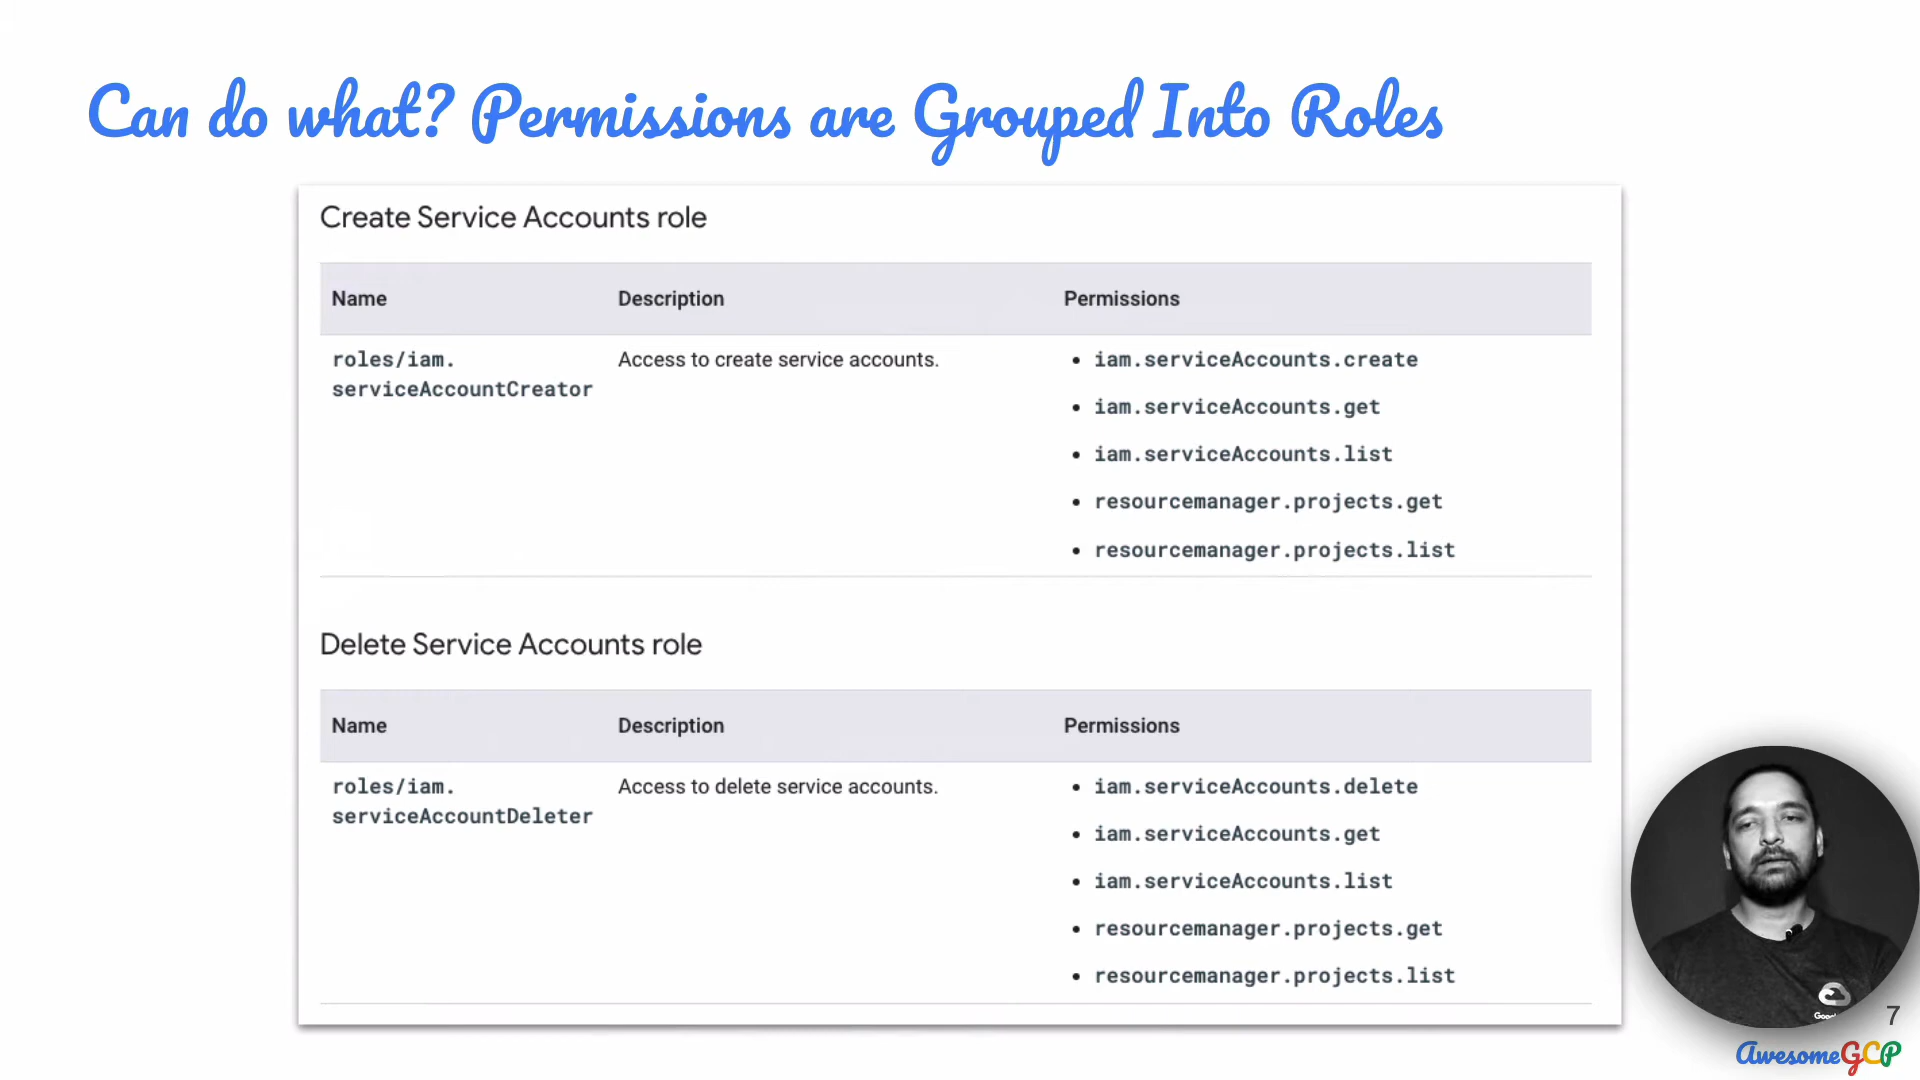 Can do what? Permissions are Grouped Into Roles
Create Service Accounts role
Name Description Permissions
roles/iam. Access to create service accounts. • iam.serviceAccounts.create
serviceAccountCreator
• iam.serviceAccounts.get
• iam.serviceAccounts.list
• resourcemanager.projects.get
• resourcemanager.projects.list
Delete Service Accounts role
Name Description Permissions
roles/iam. Access to delete service accounts. • iam.serviceAccounts.delete
serviceAccountDeleter
• iam.serviceAccounts.get
• iam.serviceAccounts.list
• resourcemanager.projects.get
• resourcemanager.projects.list
7
AwesomeGCP